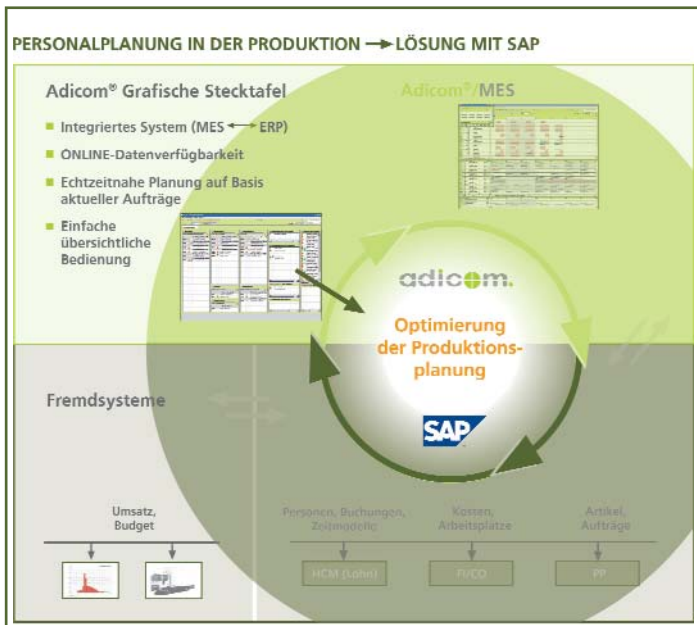 PERSONALPLANUNG IN DER PRODUKTION → LÖSUNG MIT SAP
Adicom® Grafische Stecktafel
Integriertes System (MES ↔ ERP)
ONLINE-Datenverfügbarkeit
Echtzeitnahe Planung auf Basis
aktueller Aufträge
Einfache
übersichtliche
Bedienung
Adicom®/MES
adicom.
Optimierung
der Produktions-
planung
SAP
Fremdsysteme
Umsatz,
Budget
Personen, Buchungen,
Zeitmodelle
HCM (Lohn)
Kosten,
Arbeitsplätze
FI/CO
Artikel,
Aufträge
PP